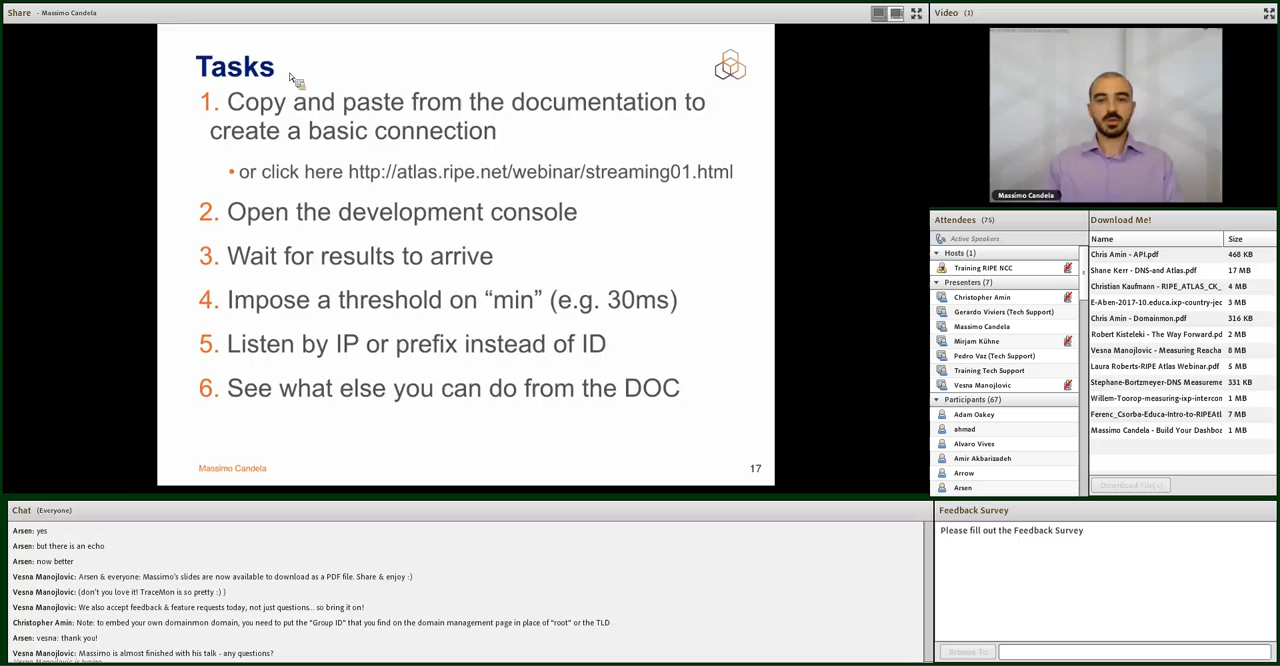 Share - Massimo Candela
Tasks
1. Copy and paste from the documentation to
create a basic connection
• or click here http://atlas.ripe.net/webinar/streaming01.html
2. Open the development console
3. Wait for results to arrive
4. Impose a threshold on “min” (e.g. 30ms)
5. Listen by IP or prefix instead of ID
6. See what else you can do from the DOC
Massimo Candela
17
Video (1)
Massimo Candela
Attendees (75)
Active Speakers
Hosts (1)
Training RIPE NCC
Presenters (7)
Christopher Amin
Gerardo Viviers (Tech Support)
Massimo Candela
Mirjam Kühne
Pedro Vaz (Tech Support)
Training Tech Support
Vesna Manojlovic
Participants (67)
Adam Oakey
ahmad
Alvaro Vives
Amir Akbarizadeh
Arrow
Arsen
Download Me!
Name Size
Chris Amin - API.pdf 468 KB
Shane Kerr - DNS-and Atlas.pdf 17 MB
Christian Kaufmann - RIPE_ATLAS_CK_ 4 MB
E-Aben-2017-10.educa.ixp-country-jec 3 MB
Chris Amin - Domainmon.pdf 316 KB
Robert Kisteleki - The Way Forward.pd 2 MB
Vesna Manojlovic - Measuring Reacha 8 MB
Laura Roberts-RIPE Atlas Webinar.pdf 5 MB
Stephane-Bortzmeyer-DNS Measureme 331 KB
Willem-Toorop-measuring-ixp-intercon 1 MB
Ferenc_Csorba-Educa-Intro-to-RIPEAtl 7 MB
Massimo Candela - Build Your Dashboa 1 MB
Download File(s)
Chat (Everyone)
Arsen: yes
Arsen: but there is an echo
Arsen: now better
Vesna Manojlovic: Arsen & everyone: Massimo's slides are now available to download as a PDF file. Share & enjoy :)
Vesna Manojlovic: (don't you love it! TraceMon is so pretty :) )
Vesna Manojlovic: We also accept feedback & feature requests today, not just questions... so bring it on!
Christopher Amin: Note: to embed your own domainmon domain, you need to put the "Group ID" that you find on the domain management page in place of "root" or the TLD
Arsen: vesna: thank you!
Vesna Manojlovic: Massimo is almost finished with his talk - any questions?
Vesna Manojlovic is typing
Feedback Survey
Please fill out the Feedback Survey
Browse To